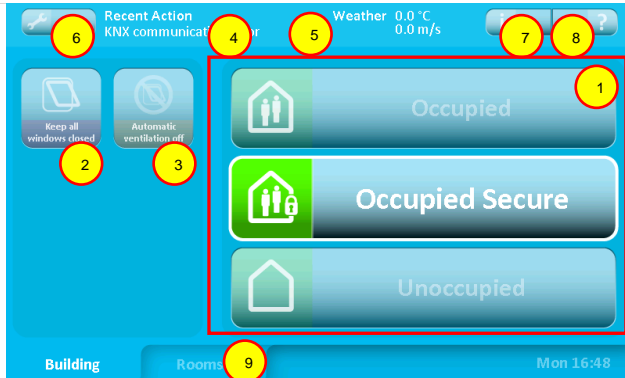 Recent Action
KNX communicati or
Weather 0.0 °C
0.0 m/s
6
4
5
7
8
?
i
1
Keep all
windows closed
Automatic
ventilation off
2
3
Occupied
Occupied Secure
Unoccupied
Building
Rooms
9
Mon 16:48